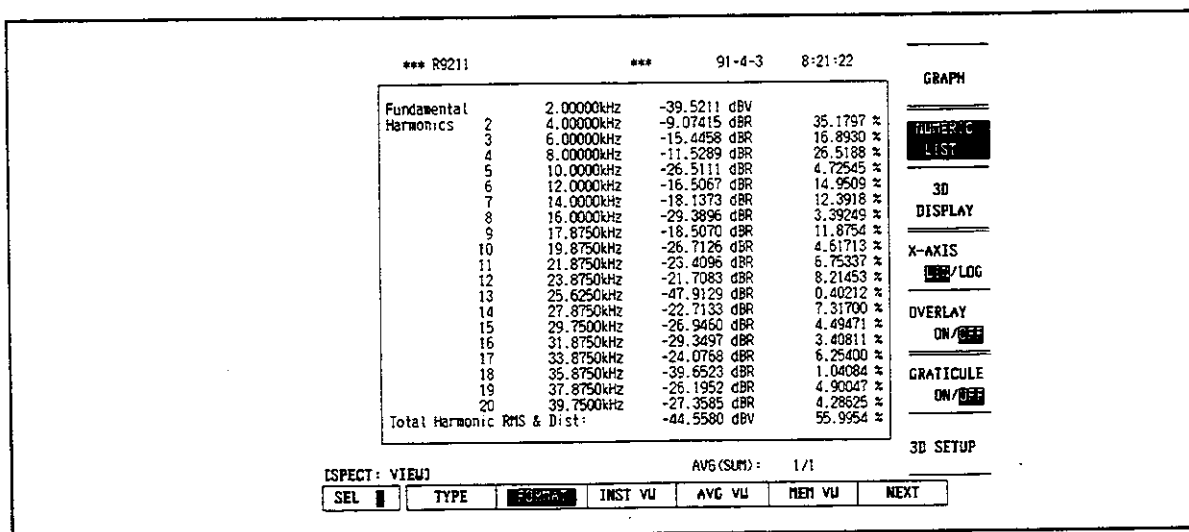 *** R9211 *** 91-4-3 8:21:22
Fundamental 2.00000kHz -39.5211 dBV
Harmonics 2 4.00000kHz -9.07415 dBR 35.1797 %
3 6.00000kHz -15.4458 dBR 16.8930 %
4 8.00000kHz -11.5289 dBR 26.5188 %
5 10.0000kHz -26.5111 dBR 4.72545 %
6 12.0000kHz -16.5067 dBR 14.9509 %
7 14.0000kHz -18.1373 dBR 12.3918 %
8 16.0000kHz -29.3896 dBR 3.39249 %
9 17.8750kHz -18.5070 dBR 11.8754 %
10 19.8750kHz -26.7126 dBR 4.61713 %
11 21.8750kHz -23.4096 dBR 6.75337 %
12 23.8750kHz -21.7083 dBR 8.21453 %
13 25.6250kHz -47.9129 dBR 0.40212 %
14 27.8750kHz -22.7133 dBR 7.31700 %
15 29.7500kHz -26.9460 dBR 4.49471 %
16 31.8750kHz -29.3497 dBR 3.40811 %
17 33.8750kHz -24.0768 dBR 6.25400 %
18 35.8750kHz -39.6523 dBR 1.04084 %
19 37.8750kHz -26.1952 dBR 4.90047 %
20 39.7500kHz -27.3585 dBR 4.28625 %
Total Harmonic RMS & Dist: -44.5580 dBV 55.9954 %
GRAPH
NUMERIC
LIST
3D
DISPLAY
X-AXIS
LIN/LOG
OVERLAY
ON/OFF
GRATICULE
ON/OFF
3D SETUP
[SPECT: VIEW] AVG(SUM): 1/1
SEL TYPE FORMAT INST VW AVG VW MEM VW NEXT